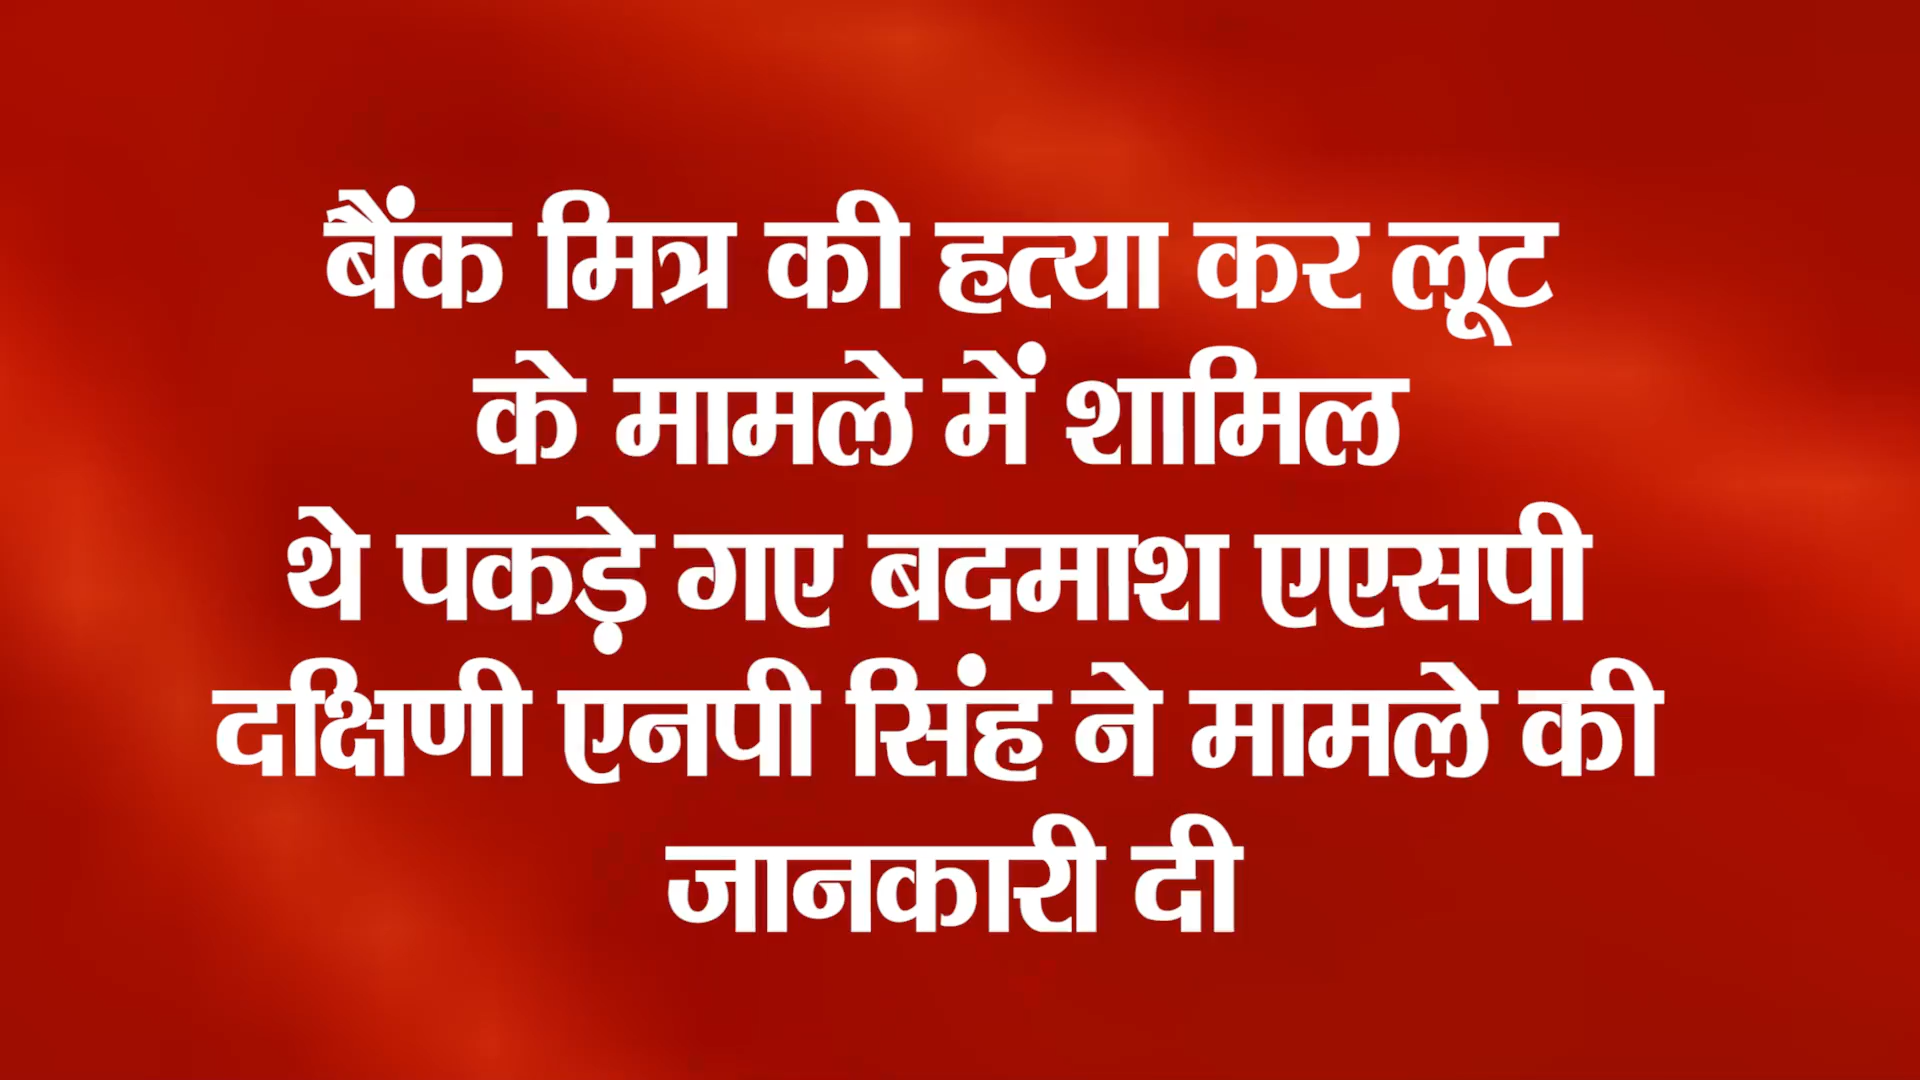 बैंक मित्र की हत्या कर लूट
के मामले में शामिल
थे पकड़े गए बदमाश एएसपी
दक्षिणी एनपी सिंह ने मामले की
जानकारी दी